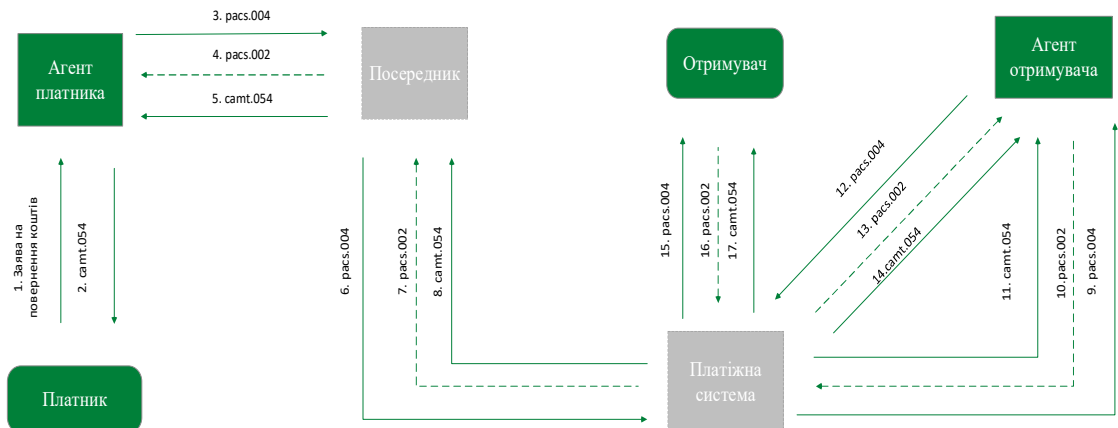 3. pacs.004
4. pacs.002
5. camt.054
Агент
платника
Посередник
Отримувач
Агент
отримувача
1. Заява на
повернення коштів
2. camt.054
6. pacs.004
7. pacs.002
8. camt.054
15. pacs.004
16. pacs.002
17. camt.054
12. pacs.004
13. pacs.002
14.camt.054
11. camt.054
10.pacs.002
9. pacs.004
Платник
Платіжна
система